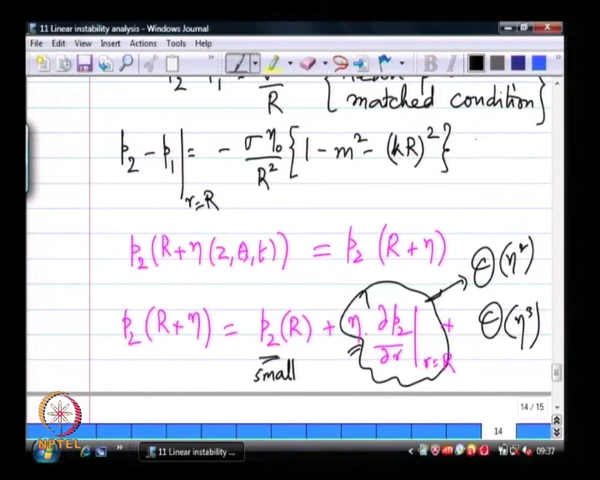 11 Linear instability analysis - Windows Journal
File Edit View Insert Actions Tools Help
B I
R
matched condition}
p₂ - p₁|r=R = - ση₀/R² {1 - m² - (kR)²}
p₂(R+η(z,θ,t)) = p₂(R+η)
Θ(η²)
p₂(R+η) = p₂(R) + η·∂p₂/∂r|r=R + Θ(η³)
small
14 / 15
14
NPTEL
11 Linear instability...
09:37